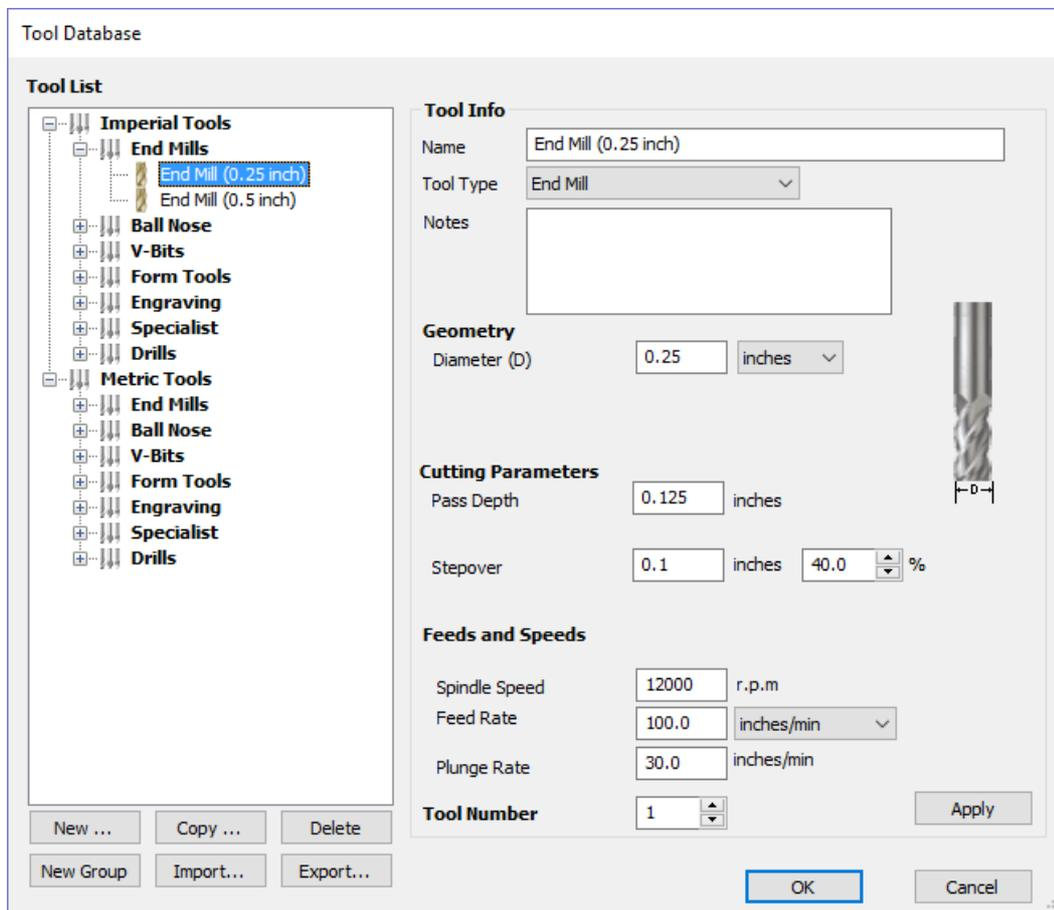 Tool Database
Tool List
Imperial Tools
End Mills
End Mill (0.25 inch)
End Mill (0.5 inch)
Ball Nose
V-Bits
Form Tools
Engraving
Specialist
Drills
Metric Tools
End Mills
Ball Nose
V-Bits
Form Tools
Engraving
Specialist
Drills
New ... Copy ... Delete
New Group Import... Export...
Tool Info
Name End Mill (0.25 inch)
Tool Type End Mill
Notes
Geometry
Diameter (D) 0.25 inches
D
Cutting Parameters
Pass Depth 0.125 inches
Stepover 0.1 inches 40.0 %
Feeds and Speeds
Spindle Speed 12000 r.p.m
Feed Rate 100.0 inches/min
Plunge Rate 30.0 inches/min
Tool Number 1
Apply
OK Cancel